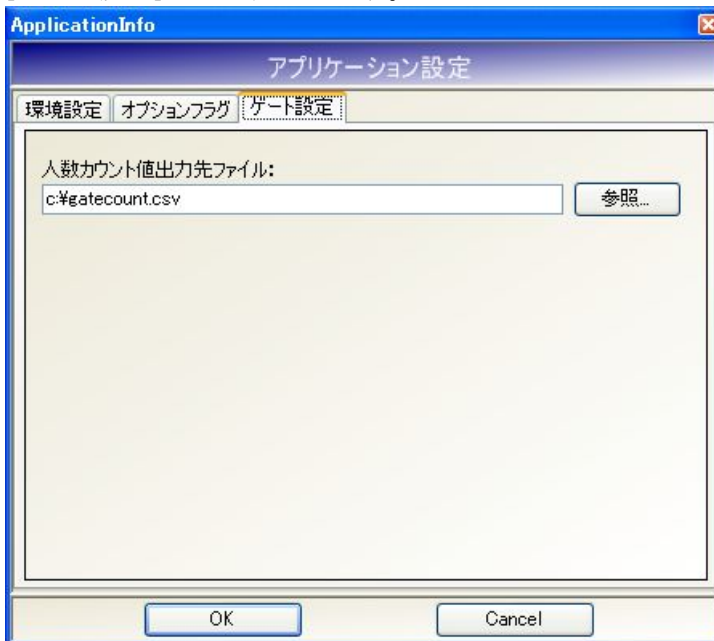 ApplicationInfo
アプリケーション設定
環境設定 オプションフラグ ゲート設定
人数カウント値出力先ファイル:
c:¥gatecount.csv 参照...
OK Cancel